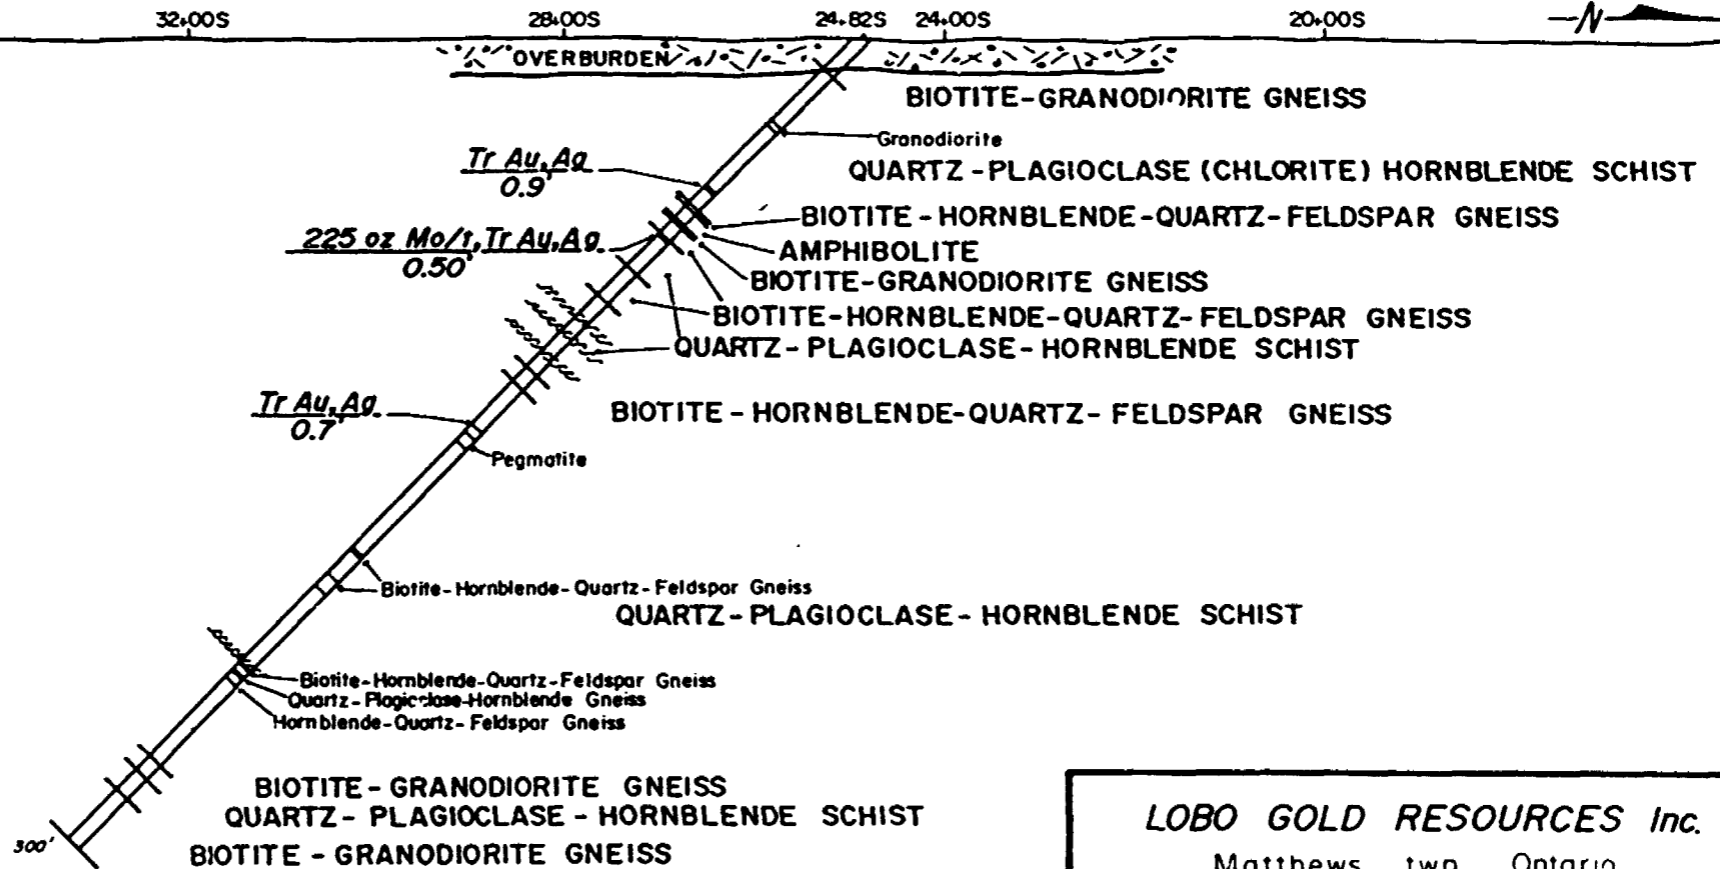 32+00S 28+00S 24+82S 24+00S 20+00S N
OVERBURDEN
BIOTITE-GRANODIORITE GNEISS
Granodiorite
Tr Au,Ag
0.9'
QUARTZ-PLAGIOCLASE (CHLORITE) HORNBLENDE SCHIST
BIOTITE-HORNBLENDE-QUARTZ-FELDSPAR GNEISS
225 oz Mo/t, Tr Au,Ag
0.50'
AMPHIBOLITE
BIOTITE-GRANODIORITE GNEISS
BIOTITE-HORNBLENDE-QUARTZ-FELDSPAR GNEISS
QUARTZ-PLAGIOCLASE-HORNBLENDE SCHIST
Tr Au,Ag
0.7'
BIOTITE-HORNBLENDE-QUARTZ-FELDSPAR GNEISS
Pegmatite
Biotite-Hornblende-Quartz-Feldspar Gneiss
QUARTZ-PLAGIOCLASE-HORNBLENDE SCHIST
Biotite-Hornblende-Quartz-Feldspar Gneiss
Quartz-Plagioclase-Hornblende Gneiss
Hornblende-Quartz-Feldspar Gneiss
BIOTITE-GRANODIORITE GNEISS
QUARTZ-PLAGIOCLASE-HORNBLENDE SCHIST
300'
BIOTITE-GRANODIORITE GNEISS
LOBO GOLD RESOURCES Inc.
Matthews twp. Ontario